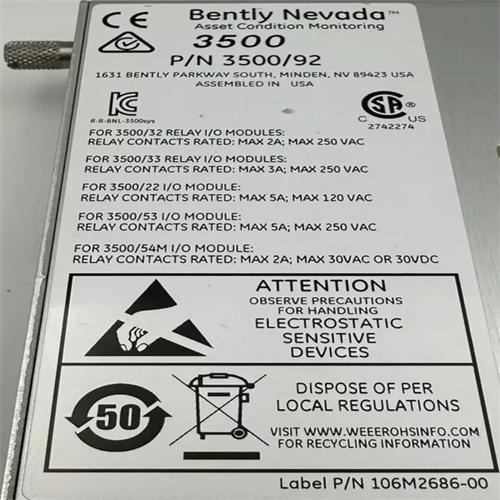 Bently Nevada™
Asset Condition Monitoring
3500
P/N 3500/92
1631 BENTLY PARKWAY SOUTH, MINDEN, NV 89423 USA
ASSEMBLED IN USA
R-R-BNL-3500sys
C US
2742274
FOR 3500/32 RELAY I/O MODULES:
RELAY CONTACTS RATED: MAX 2A; MAX 250 VAC
FOR 3500/33 RELAY I/O MODULES:
RELAY CONTACTS RATED: MAX 3A; MAX 250 VAC
FOR 3500/22 I/O MODULE:
RELAY CONTACTS RATED: MAX 5A; MAX 120 VAC
FOR 3500/53 I/O MODULE:
RELAY CONTACTS RATED: MAX 5A; MAX 250 VAC
FOR 3500/54M I/O MODULE:
RELAY CONTACTS RATED: MAX 2A; MAX 30VAC OR 30VDC
ATTENTION
OBSERVE PRECAUTIONS
FOR HANDLING
ELECTROSTATIC
SENSITIVE
DEVICES
50
DISPOSE OF PER
LOCAL REGULATIONS
VISIT WWW.WEEEROHSINFO.COM
FOR RECYCLING INFORMATION
Label P/N 106M2686-00